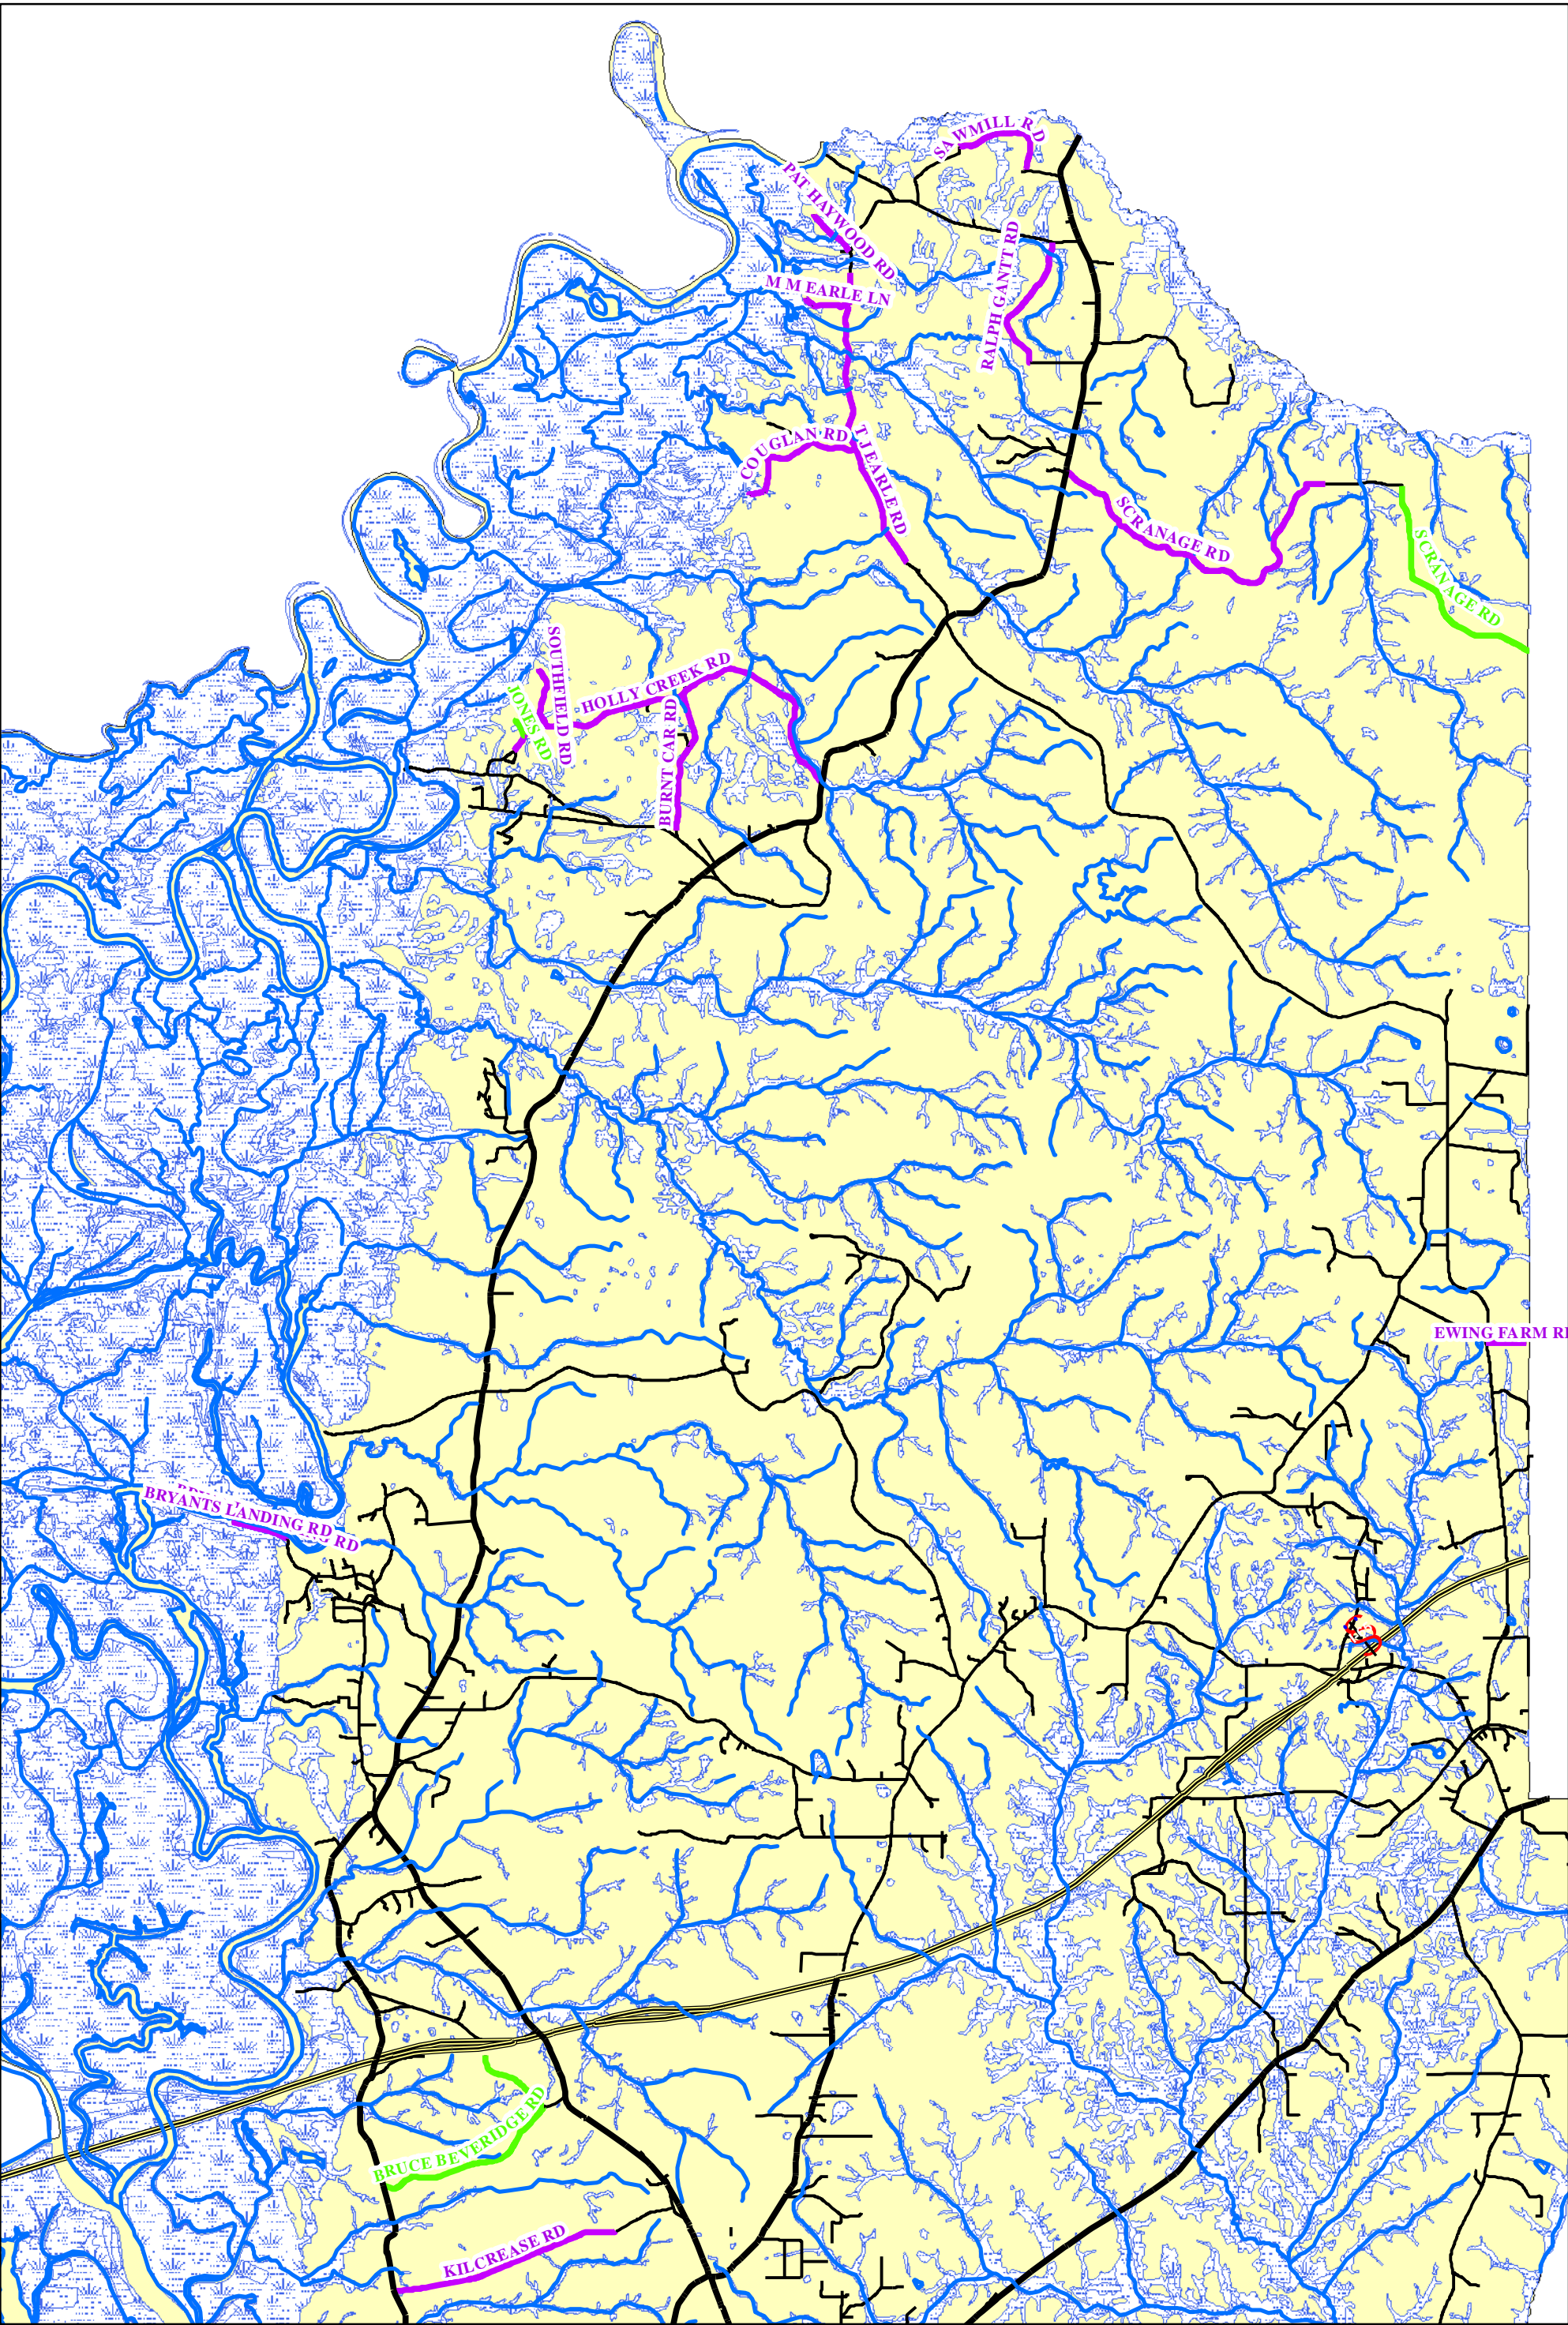 SAWMILL RD
PAT HAYWOOD RD
RALPH GANTT RD
M M EARLE LN
COUGLAN RD
T J EARLE RD
SCRANAGE RD
SCRANAGE RD
SOUTHFIELD RD
HOLLY CREEK RD
JONES RD
BURNT CAR RD
EWING FARM R
BRYANTS LANDING RD
RD
BRUCE BEVERIDGE RD
KILCREASE RD